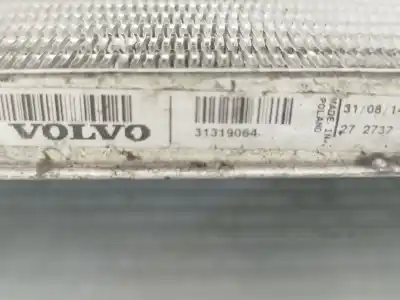 VOLVO
31319064
MADE IN
POLAND
31/08/14
27 2737